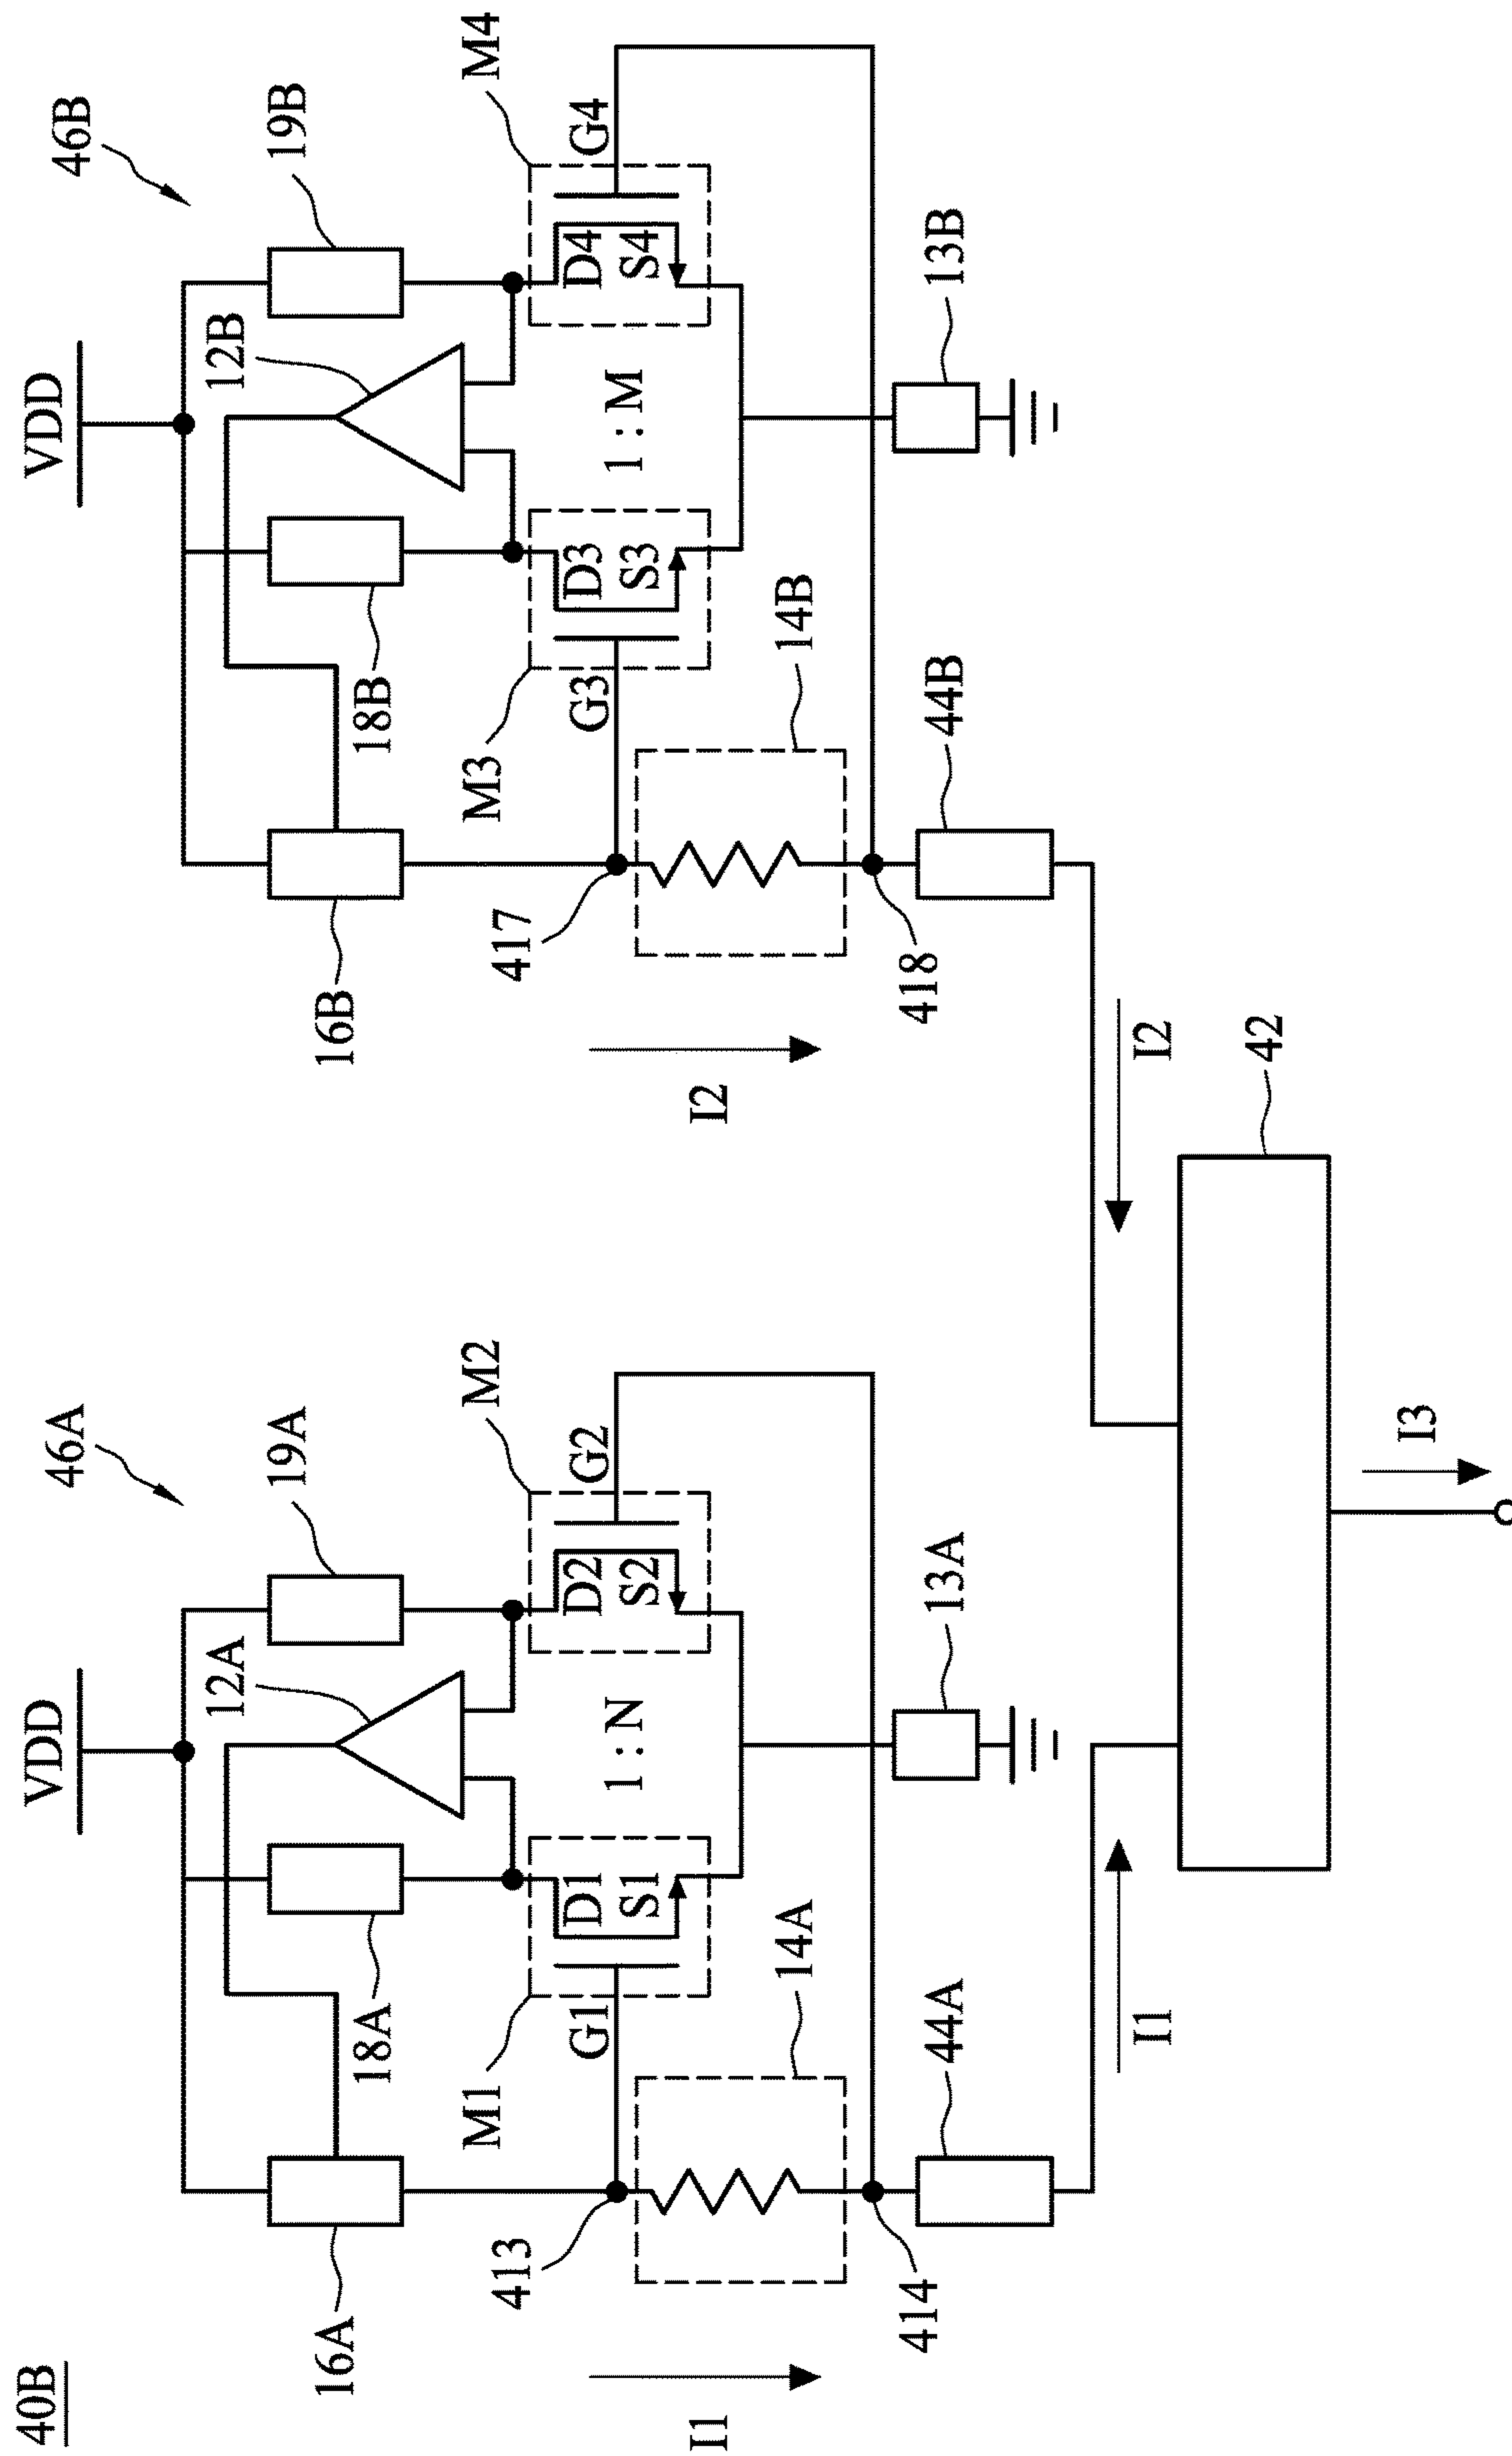 40B
46A
VDD
16A
18A
12A
19A
M1
M2
G1
D1
S1
D2
S2
G2
1 : N
413
14A
I1
414
44A
13A
I1
46B
VDD
16B
18B
12B
19B
M3
M4
G3
D3
S3
D4
S4
G4
1 : M
417
14B
I2
418
44B
13B
I2
42
I3